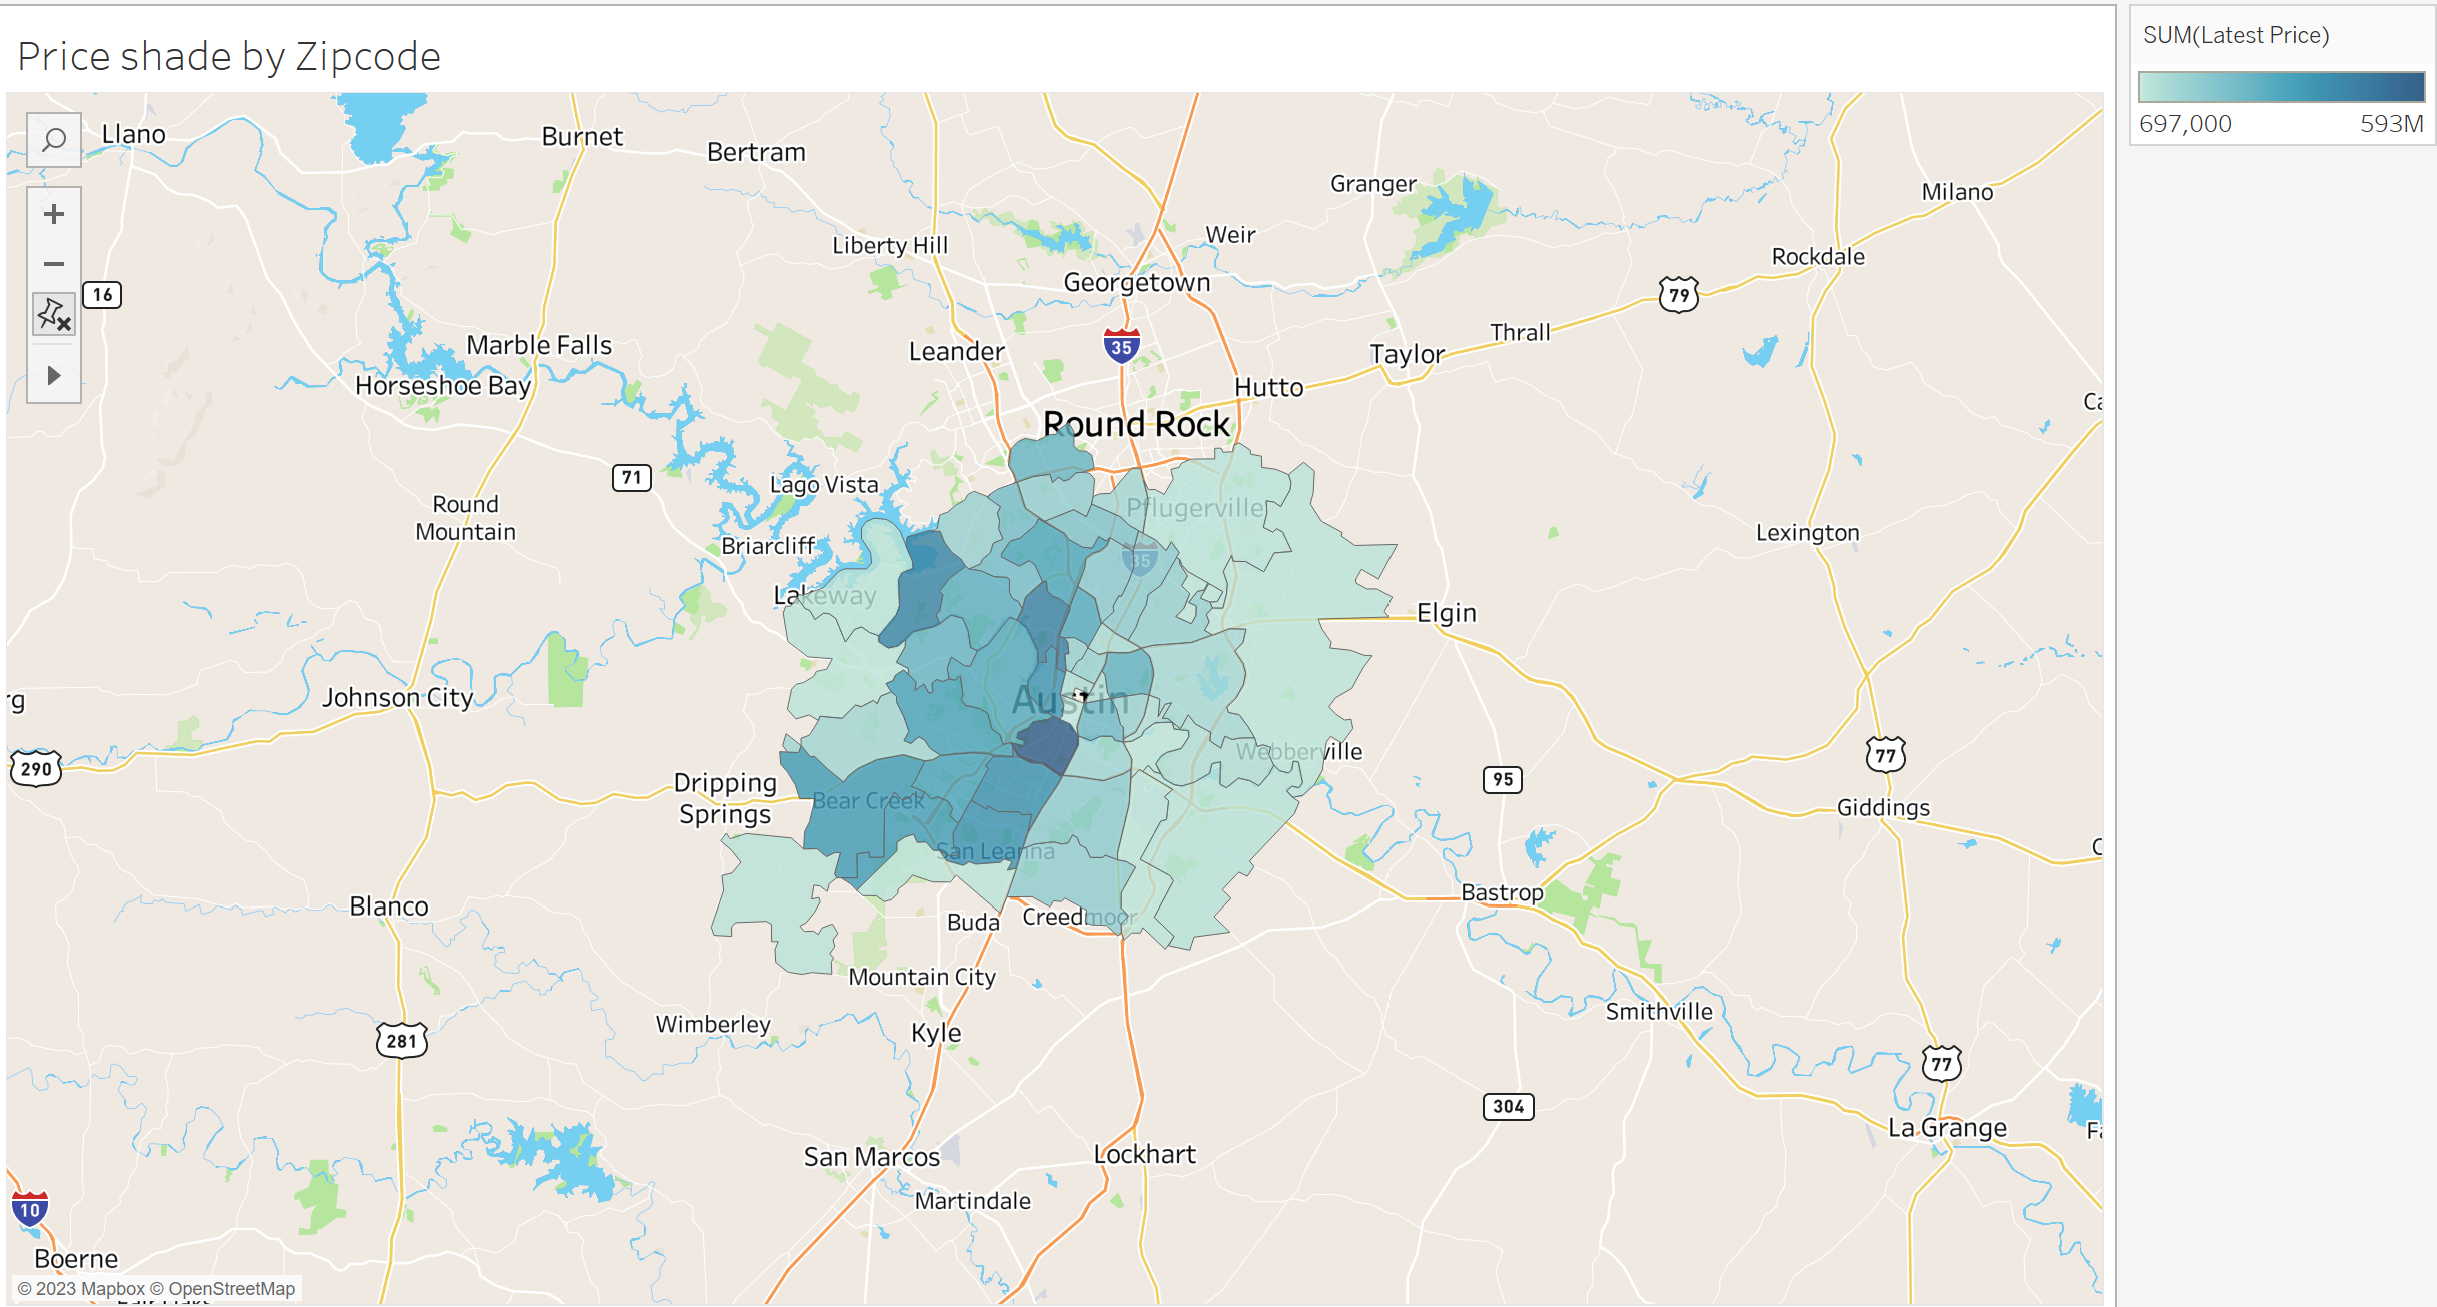 Price shade by Zipcode
SUM(Latest Price)
697,000
593M
Llano
Burnet
Bertram
Granger
Milano
Liberty Hill
Weir
Georgetown
Rockdale
16
79
Marble Falls
Leander
35
Thrall
Taylor
Horseshoe Bay
Hutto
Ca
Round Rock
71
Lago Vista
Round
Mountain
Pflugerville
Briarcliff
35
Lexington
Lakeway
Elgin
Johnson City
rg
Austin
Webberville
290
77
Dripping
Springs
95
Bear Creek
Giddings
San Leanna
C
Blanco
Bastrop
Buda
Creedmoor
Mountain City
Wimberley
Kyle
Smithville
281
77
304
La Grange
Fa
San Marcos
Lockhart
Martindale
10
Boerne
© 2023 Mapbox © OpenStreetMap